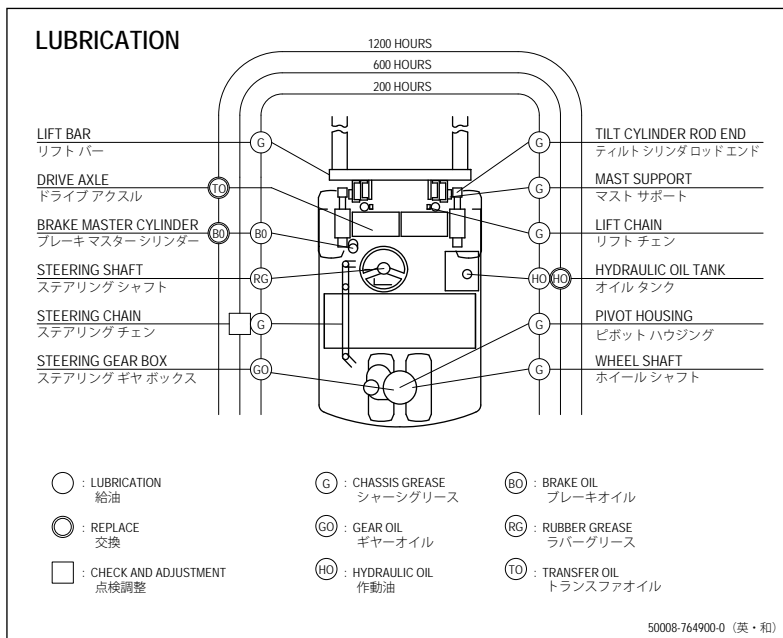 LUBRICATION
1200 HOURS
600 HOURS
200 HOURS
LIFT BAR
リフト バー
G
DRIVE AXLE
ドライブ アクスル
TO
BRAKE MASTER CYLINDER
ブレーキ マスター シリンダー
BO BO
STEERING SHAFT
ステアリング シャフト
RG
STEERING CHAIN
ステアリング チェン
G
STEERING GEAR BOX
ステアリング ギヤ ボックス
GO
G
TILT CYLINDER ROD END
ティルト シリンダ ロッド エンド
G
MAST SUPPORT
マスト サポート
G
LIFT CHAIN
リフト チェン
HO HO
HYDRAULIC OIL TANK
オイル タンク
G
PIVOT HOUSING
ピボット ハウジング
G
WHEEL SHAFT
ホイール シャフト
: LUBRICATION
給油
: REPLACE
交換
: CHECK AND ADJUSTMENT
点検調整
G : CHASSIS GREASE
シャーシグリース
GO : GEAR OIL
ギヤーオイル
HO : HYDRAULIC OIL
作動油
BO : BRAKE OIL
ブレーキオイル
RG : RUBBER GREASE
ラバーグリース
TO : TRANSFER OIL
トランスファオイル
50008-764900-0 (英・和)